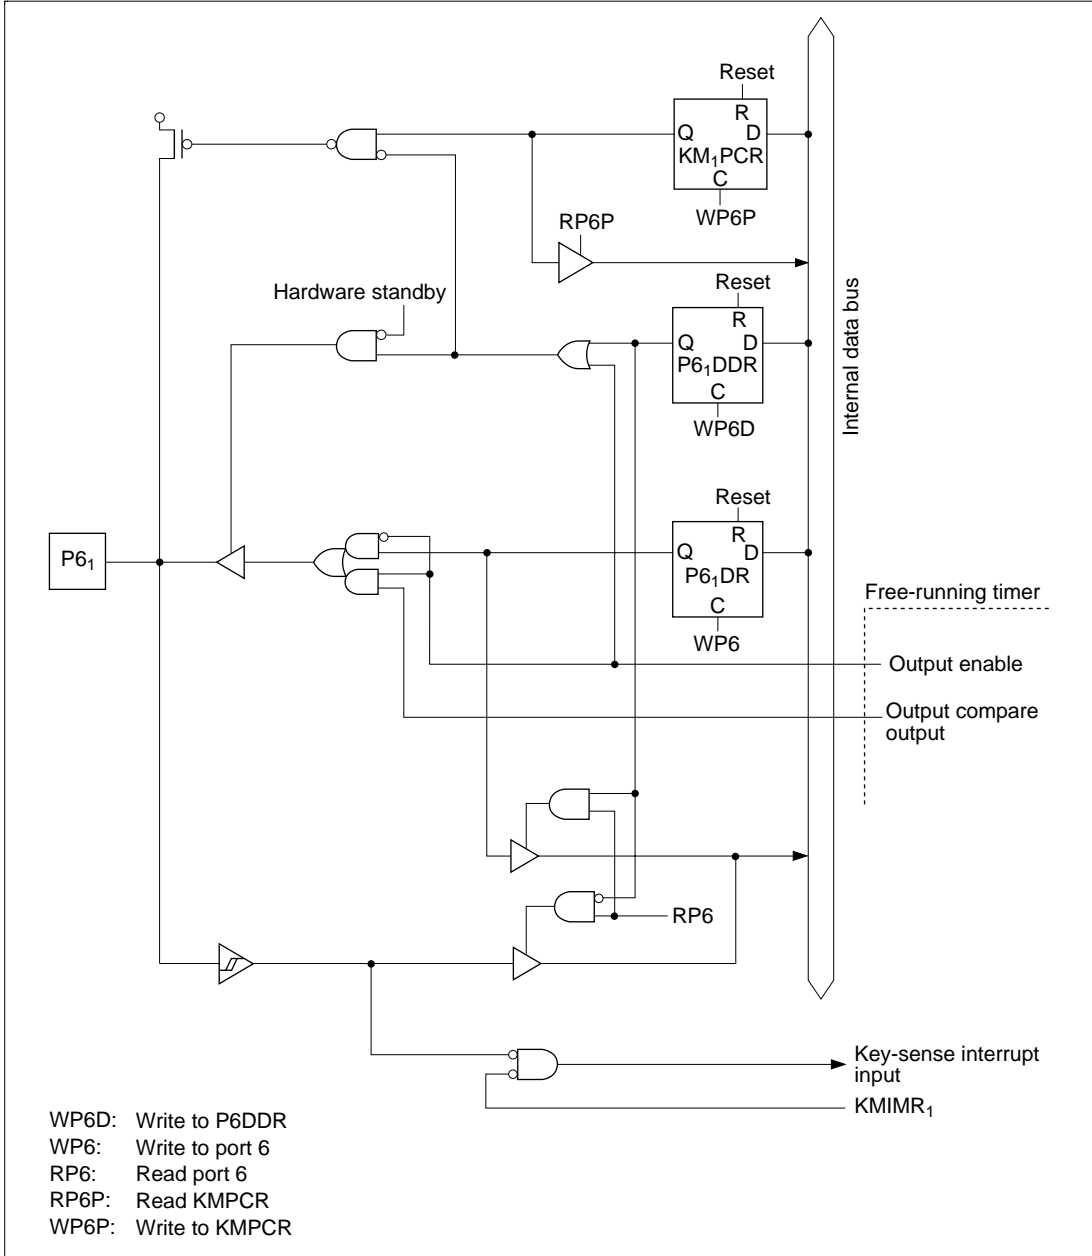 Reset
R
Q D
KM₁PCR
C
WP6P
RP6P
Hardware standby
Reset
R
Q D
P6₁DDR
C
WP6D
Internal data bus
Reset
R
Q D
P6₁DR
C
WP6
P6₁
Free-running timer
Output enable
Output compare
output
RP6
Key-sense interrupt
input
KMIMR₁
WP6D: Write to P6DDR
WP6: Write to port 6
RP6: Read port 6
RP6P: Read KMPCR
WP6P: Write to KMPCR